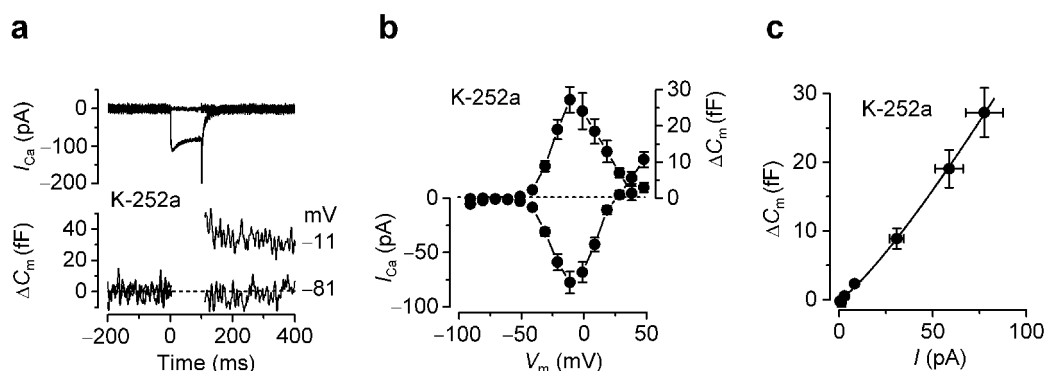 a
I_Ca (pA)
0
−100
−200
K-252a
mV
−11
−81
ΔC_m (fF)
40
20
0
−200 0 200 400
Time (ms)
b
K-252a
30
20
10
0
ΔC_m (fF)
0
−50
−100
I_Ca (pA)
−100 −50 0 50
V_m (mV)
c
K-252a
30
20
10
0
ΔC_m (fF)
0 50 100
I (pA)